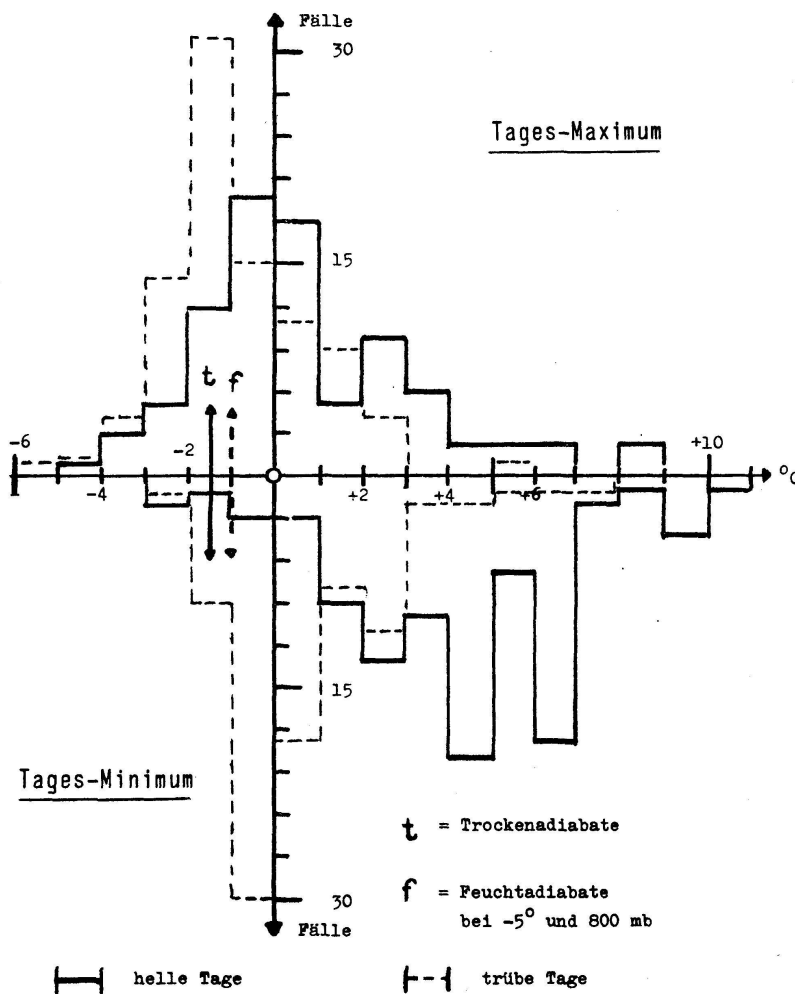 Fälle
30
Tages-Maximum
15
t f
-6 -2 +10
-4 +2 +4 +6 °C
15
Tages-Minimum
t = Trockenadiabate
30
f = Feuchtadiabate
bei -5° und 800 mb
Fälle
helle Tage trübe Tage